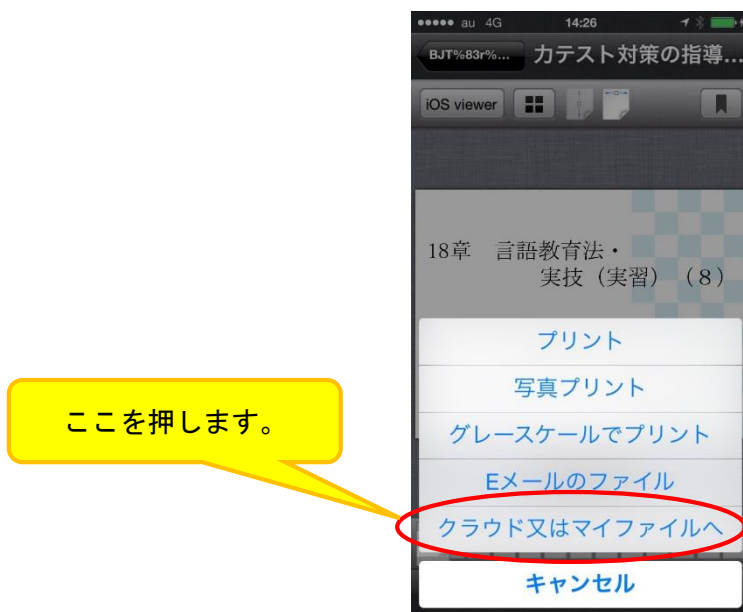 au 4G 14:26
BJT%83r%... 力テスト対策の指導...
iOS viewer
18章 言語教育法・
実技(実習)(8)
プリント
写真プリント
グレースケールでプリント
Eメールのファイル
クラウド又はマイファイルへ
キャンセル
ここを押します。